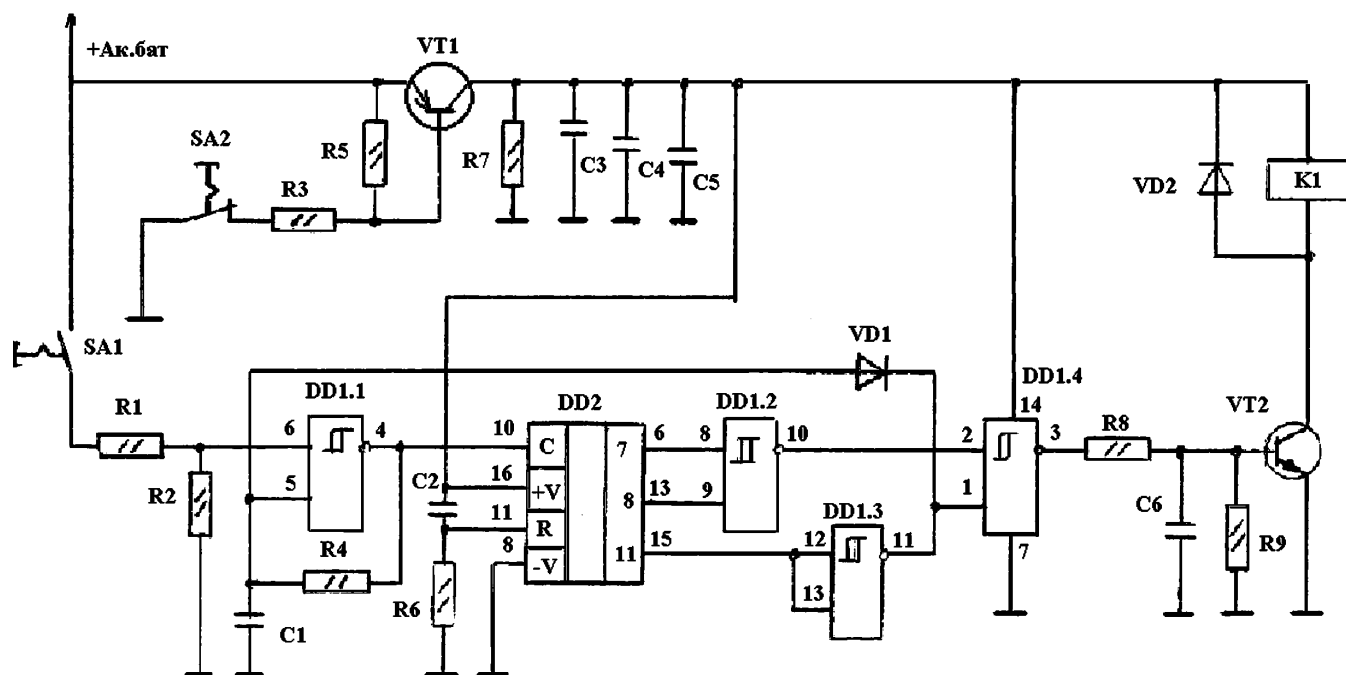 +Ак.бат
VT1
SA2
R3
R5
R7
C3
C4
C5
VD2
K1
SA1
VD1
R1
DD1.1
6
4
5
R2
R4
C1
10
C2
16
11
8
R6
DD2
C
+V
R
-V
7
8
11
6
13
15
DD1.2
8
9
10
DD1.3
12
13
11
DD1.4
14
2
1
3
7
R8
VT2
C6
R9